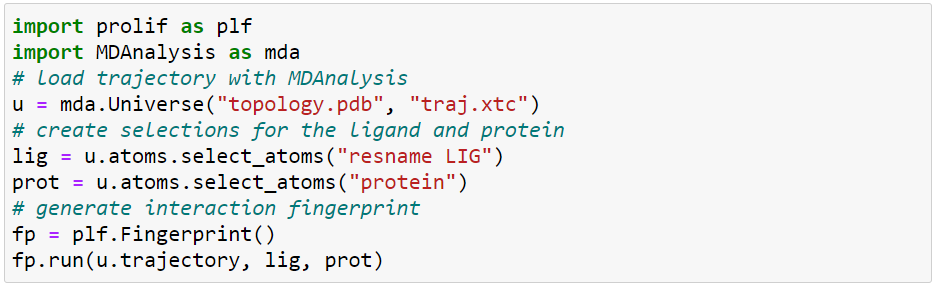 import prolif as plf
import MDAnalysis as mda
# load trajectory with MDAnalysis
u = mda.Universe("topology.pdb", "traj.xtc")
# create selections for the ligand and protein
lig = u.atoms.select_atoms("resname LIG")
prot = u.atoms.select_atoms("protein")
# generate interaction fingerprint
fp = plf.Fingerprint()
fp.run(u.trajectory, lig, prot)